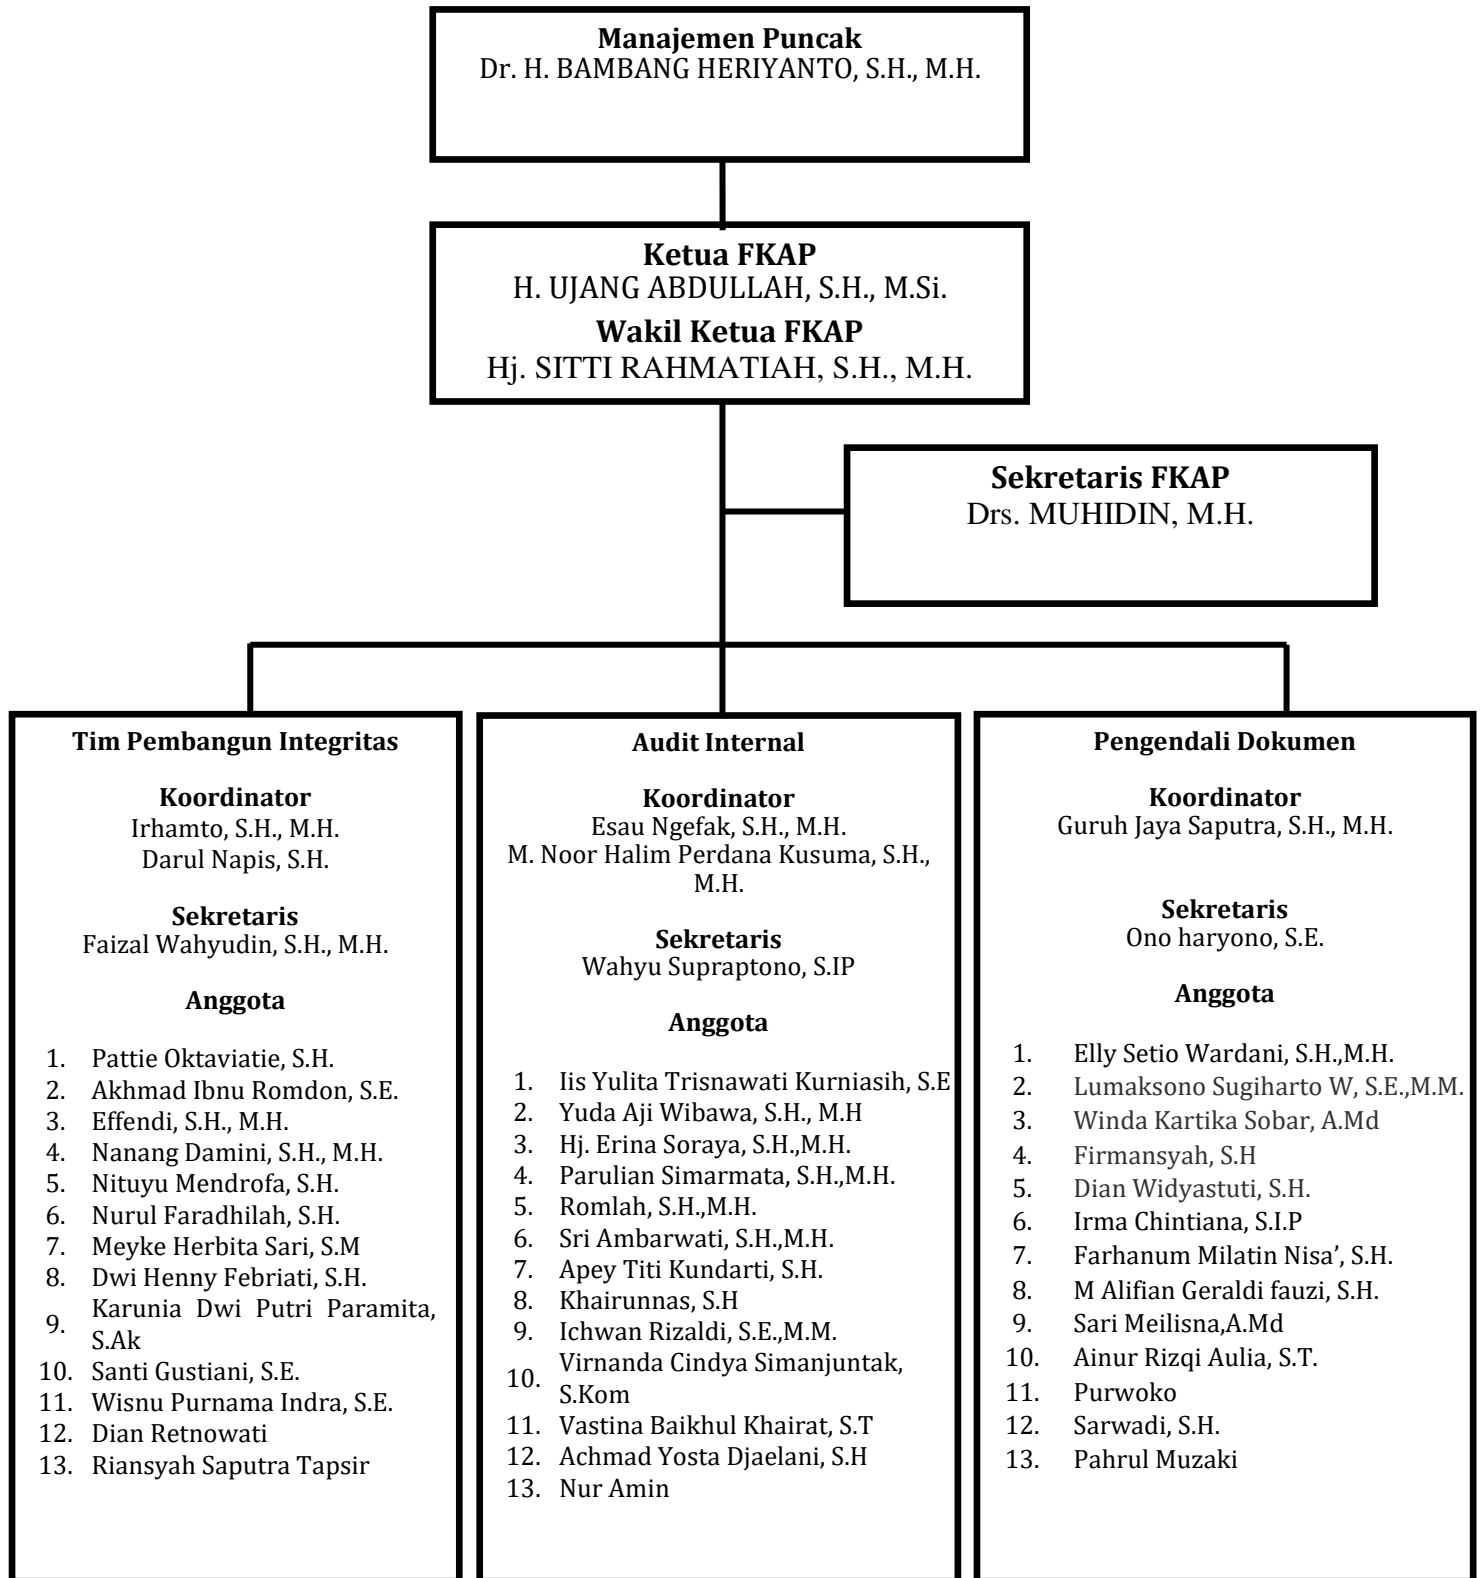 Manajemen Puncak
Dr. H. BAMBANG HERIYANTO, S.H., M.H.
Ketua FKAP
H. UJANG ABDULLAH, S.H., M.Si.
Wakil Ketua FKAP
Hj. SITTI RAHMATIAH, S.H., M.H.
Sekretaris FKAP
Drs. MUHIDIN, M.H.
Tim Pembangun Integritas
Koordinator
Irhamto, S.H., M.H.
Darul Napis, S.H.
Sekretaris
Faizal Wahyudin, S.H., M.H.
Anggota
1. Pattie Oktaviatie, S.H.
2. Akhmad Ibnu Romdon, S.E.
3. Effendi, S.H., M.H.
4. Nanang Damini, S.H., M.H.
5. Nituyu Mendrofa, S.H.
6. Nurul Faradhilah, S.H.
7. Meyke Herbita Sari, S.M
8. Dwi Henny Febriati, S.H.
9. Karunia Dwi Putri Paramita,
S.Ak
10. Santi Gustiani, S.E.
11. Wisnu Purnama Indra, S.E.
12. Dian Retnowati
13. Riansyah Saputra Tapsir
Audit Internal
Koordinator
Esau Ngefak, S.H., M.H.
M. Noor Halim Perdana Kusuma, S.H.,
M.H.
Sekretaris
Wahyu Supraptono, S.IP
Anggota
1. Iis Yulita Trisnawati Kurniasih, S.E
2. Yuda Aji Wibawa, S.H., M.H
3. Hj. Erina Soraya, S.H.,M.H.
4. Parulian Simarmata, S.H.,M.H.
5. Romlah, S.H.,M.H.
6. Sri Ambarwati, S.H.,M.H.
7. Apey Titi Kundarti, S.H.
8. Khairunnas, S.H
9. Ichwan Rizaldi, S.E.,M.M.
10. Virnanda Cindya Simanjuntak,
S.Kom
11. Vastina Baikhul Khairat, S.T
12. Achmad Yosta Djaelani, S.H
13. Nur Amin
Pengendali Dokumen
Koordinator
Guruh Jaya Saputra, S.H., M.H.
Sekretaris
Ono haryono, S.E.
Anggota
1. Elly Setio Wardani, S.H.,M.H.
2. Lumaksono Sugiharto W, S.E.,M.M.
3. Winda Kartika Sobar, A.Md
4. Firmansyah, S.H
5. Dian Widyastuti, S.H.
6. Irma Chintiana, S.I.P
7. Farhanum Milatin Nisa’, S.H.
8. M Alifian Geraldi fauzi, S.H.
9. Sari Meilisna,A.Md
10. Ainur Rizqi Aulia, S.T.
11. Purwoko
12. Sarwadi, S.H.
13. Pahrul Muzaki